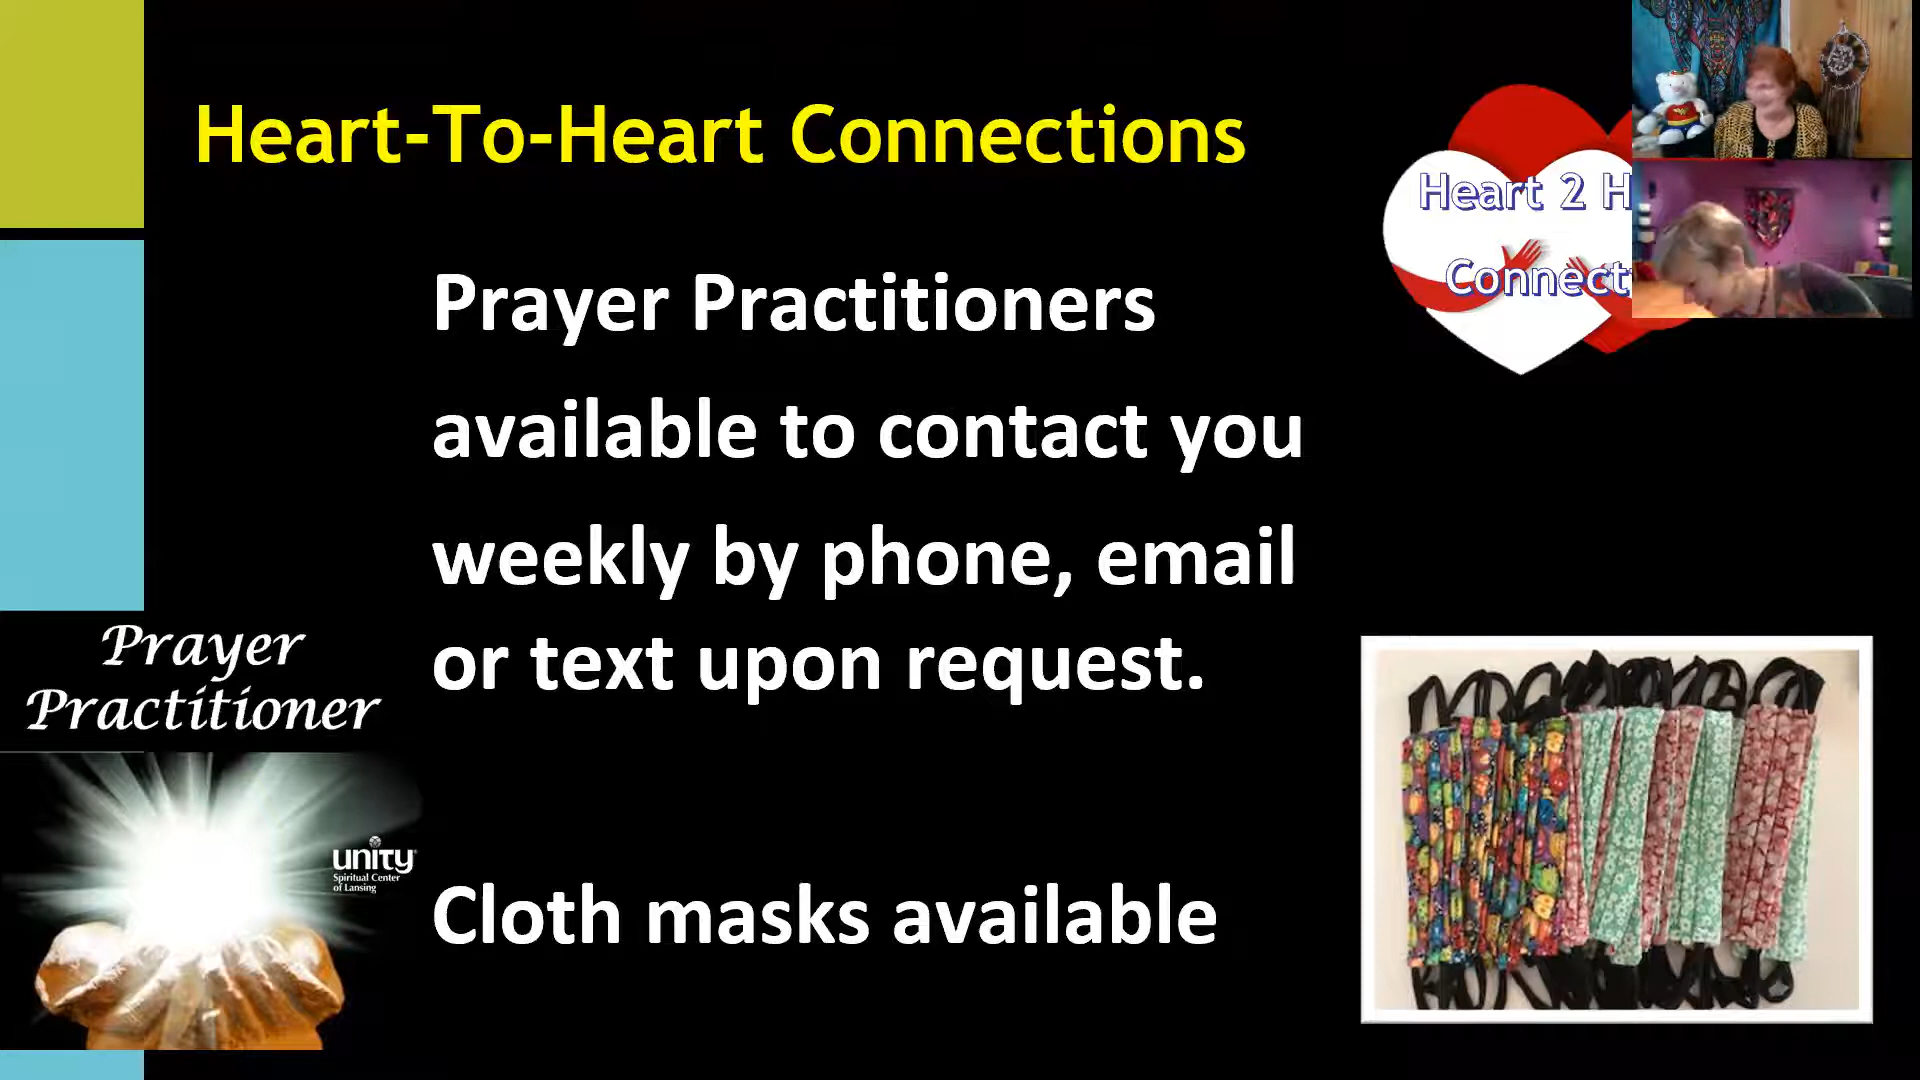 Heart-To-Heart Connections
Heart 2 H
Connect
Prayer Practitioners
available to contact you
weekly by phone, email
or text upon request.
Prayer
Practitioner
unity
Spiritual Center
of Lansing
Cloth masks available